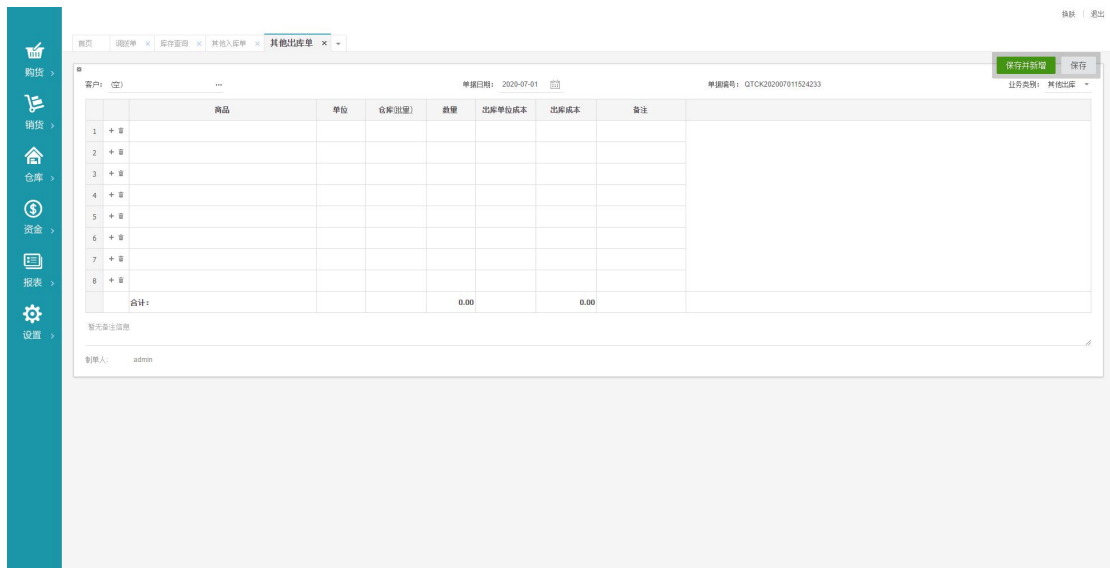 换肤 | 退出
首页 调拨单 × 库存查询 × 其他入库单 × 其他出库单 ×
购货 >
销货 >
仓库 >
资金 >
报表 >
设置 >
保存并新增 保存
客户: (空) ... 单据日期: 2020-07-01 单据编号: QTCK202007011524233 业务类别: 其他出库
商品 单位 仓库(批量) 数量 出库单位成本 出库成本 备注
1 +
2 +
3 +
4 +
5 +
6 +
7 +
8 +
合计: 0.00 0.00
暂无备注信息
制单人: admin